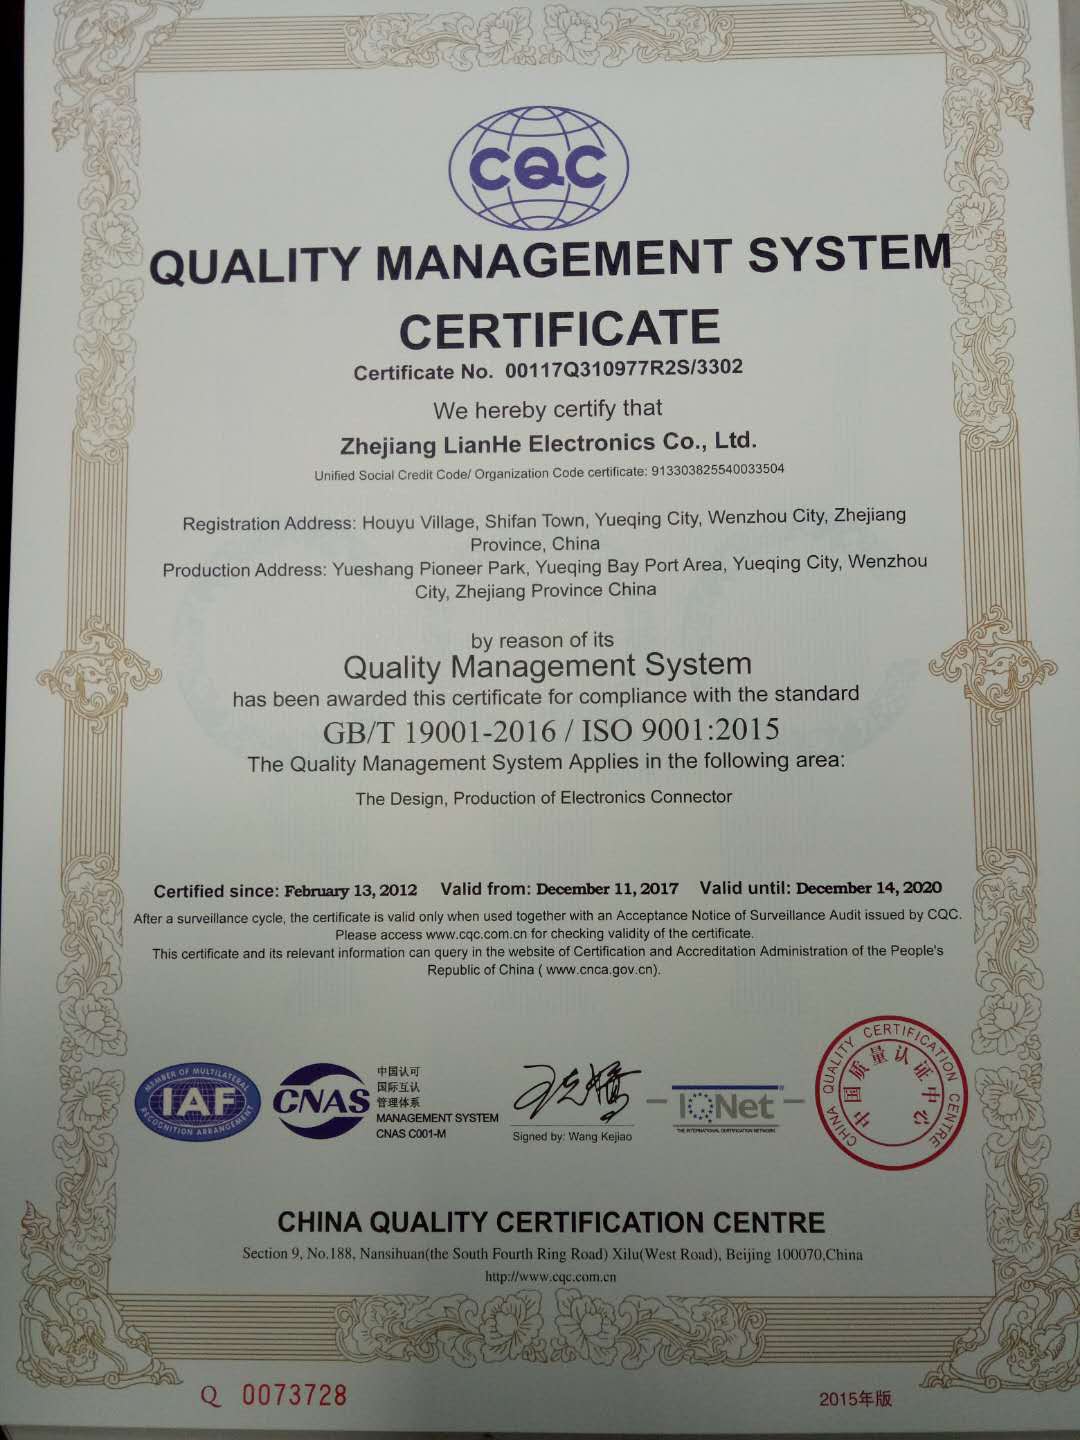 CQC
QUALITY MANAGEMENT SYSTEM
CERTIFICATE
Certificate No. 00117Q310977R2S/3302
We hereby certify that
Zhejiang LianHe Electronics Co., Ltd.
Unified Social Credit Code/ Organization Code certificate: 913303825540033504
Registration Address: Houyu Village, Shifan Town, Yueqing City, Wenzhou City, Zhejiang
Province, China
Production Address: Yueshang Pioneer Park, Yueqing Bay Port Area, Yueqing City, Wenzhou
City, Zhejiang Province China
by reason of its
Quality Management System
has been awarded this certificate for compliance with the standard
GB/T 19001-2016 / ISO 9001:2015
The Quality Management System Applies in the following area:
The Design, Production of Electronics Connector
Certified since: February 13, 2012 Valid from: December 11, 2017 Valid until: December 14, 2020
After a surveillance cycle, the certificate is valid only when used together with an Acceptance Notice of Surveillance Audit issued by CQC.
Please access www.cqc.com.cn for checking validity of the certificate.
This certificate and its relevant information can query in the website of Certification and Accreditation Administration of the People's
Republic of China ( www.cnca.gov.cn).
MEMBER OF MULTILATERAL
IAF
RECOGNITION ARRANGEMENT
CNAS
中国认可
国际互认
管理体系
MANAGEMENT SYSTEM
CNAS C001-M
Signed by: Wang Kejiao
IQNet
THE INTERNATIONAL CERTIFICATION NETWORK
CHINA QUALITY CERTIFICATION CENTRE
中国质量认证中心
CHINA QUALITY CERTIFICATION CENTRE
Section 9, No.188, Nansihuan(the South Fourth Ring Road) Xilu(West Road), Beijing 100070,China
http://www.cqc.com.cn
Q 0073728
2015年版